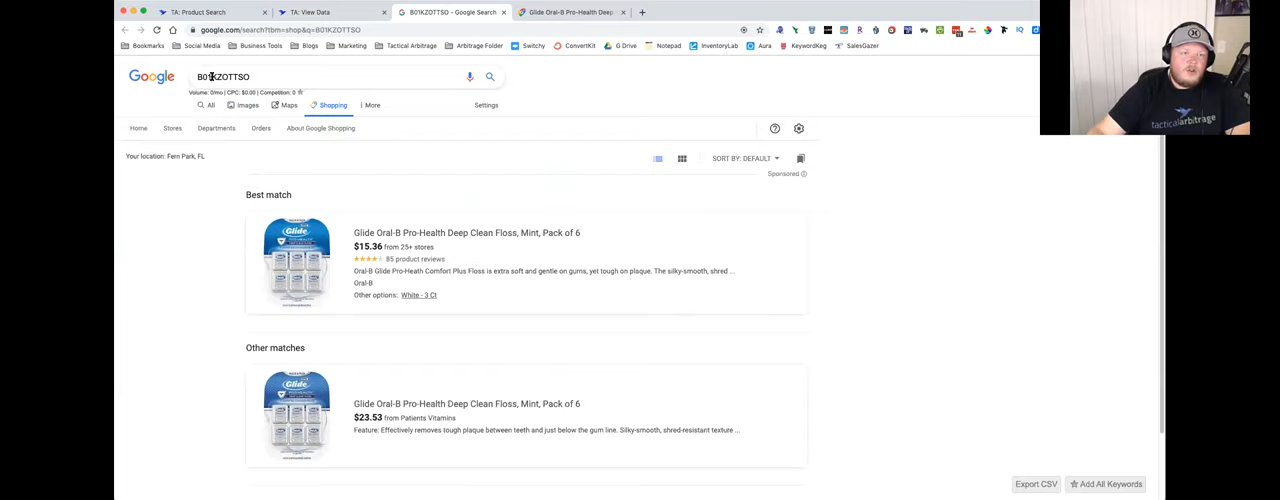 TA: Product Search
TA: View Data
B01KZOTTSO - Google Search
Glide Oral-B Pro-Health Deep
google.com/search?tbm=shop&q=B01KZOTTSO
Bookmarks
Social Media
Business Tools
Blogs
Marketing
Tactical Arbitrage
Arbitrage Folder
Switchy
ConvertKit
G Drive
Notepad
InventoryLab
Aura
KeywordKeg
SalesGazer
Google
B01KZOTTSO
Volume: 0/mo | CPC: $0.00 | Competition: 0
All
Images
Maps
Shopping
More
Settings
Home
Stores
Departments
Orders
About Google Shopping
Your location: Fern Park, FL
SORT BY: DEFAULT
Sponsored
Best match
Glide Oral-B Pro-Health Deep Clean Floss, Mint, Pack of 6
$15.36 from 25+ stores
85 product reviews
Oral-B Glide Pro-Heath Comfort Plus Floss is extra soft and gentle on gums, yet tough on plaque. The silky-smooth, shred ...
Oral-B
Other options: White - 3 Ct
Other matches
Glide Oral-B Pro-Health Deep Clean Floss, Mint, Pack of 6
$23.53 from Patients Vitamins
Feature: Effectively removes tough plaque between teeth and just below the gum line. Silky-smooth, shred-resistant texture ...
Export CSV
Add All Keywords
Glide
Glide
tacticalarbitrage